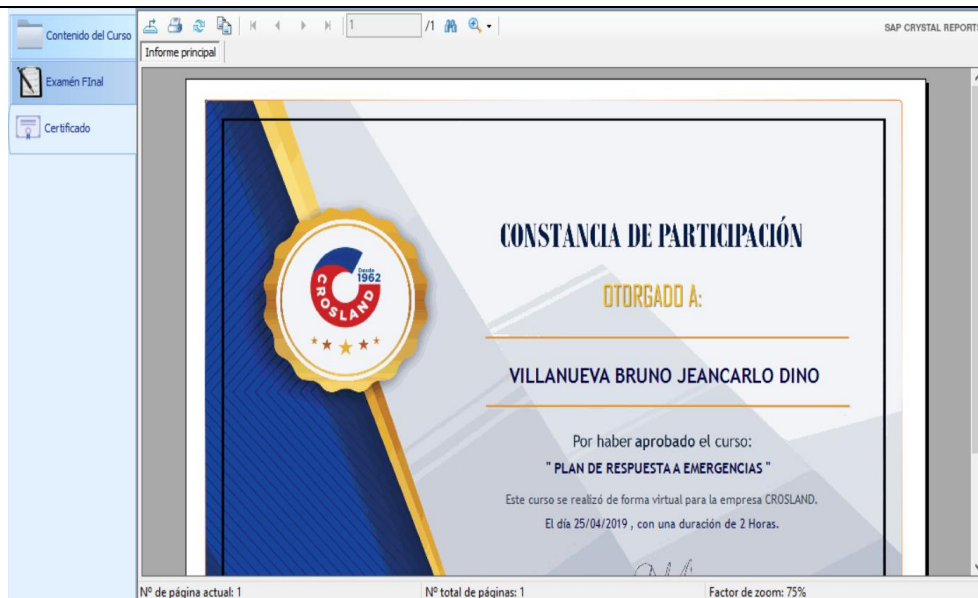 Contenido del Curso
Examén FInal
Certificado
1 /1
SAP CRYSTAL REPORTS
Informe principal
Desde
1962
CROSLAND
CONSTANCIA DE PARTICIPACIÓN
OTORGADO A:
VILLANUEVA BRUNO JEANCARLO DINO
Por haber aprobado el curso:
" PLAN DE RESPUESTA A EMERGENCIAS "
Este curso se realizó de forma virtual para la empresa CROSLAND.
El día 25/04/2019 , con una duración de 2 Horas.
Nº de página actual: 1
Nº total de páginas: 1
Factor de zoom: 75%